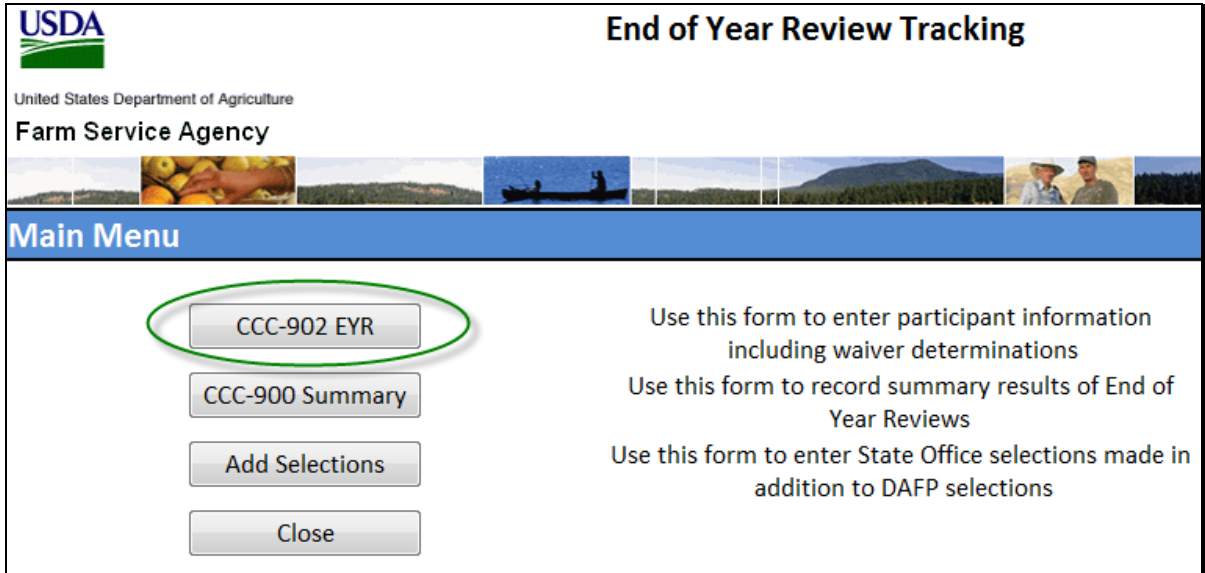 USDA
End of Year Review Tracking
United States Department of Agriculture
Farm Service Agency
Main Menu
CCC-902 EYR
Use this form to enter participant information
including waiver determinations
CCC-900 Summary
Use this form to record summary results of End of
Year Reviews
Add Selections
Use this form to enter State Office selections made in
addition to DAFP selections
Close